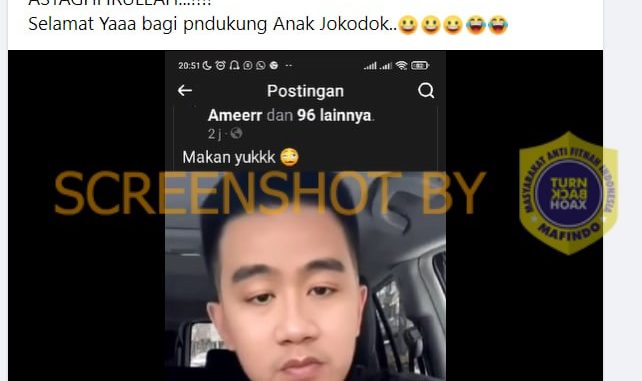 ASTAGHFIRULLAH...!!!!
Selamat Yaaa bagi pndukung Anak Jokodok..😃😃😃😂😂
20:51
Postingan
Ameerr dan 96 lainnya.
2 j
Makan yukkk 😳
SCREENSHOT BY
MASYARAKAT ANTI FITNAH INDONESIA
TURN
BACK
HOAX
MAFINDO